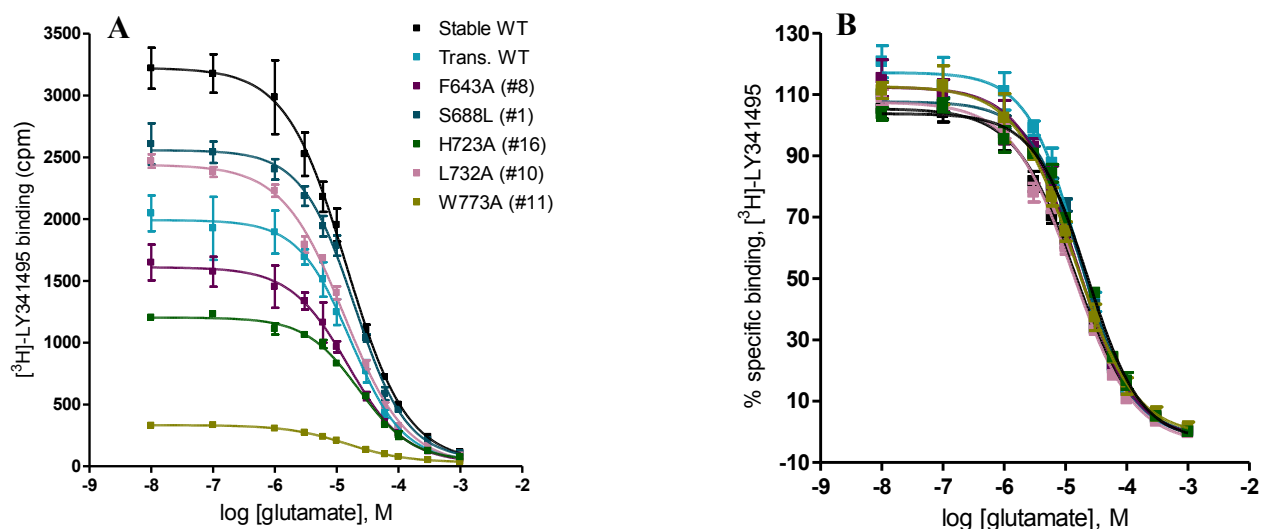 A
[³H]-LY341495 binding (cpm)
3500
3000
2500
2000
1500
1000
500
0
-9 -8 -7 -6 -5 -4 -3 -2 -1
log [glutamate], M
Stable WT
Trans. WT
F643A (#8)
S688L (#1)
H723A (#16)
L732A (#10)
W773A (#11)
B
% specific binding, [³H]-LY341495
130
110
90
70
50
30
10
-10
-9 -8 -7 -6 -5 -4 -3 -2
log [glutamate], M